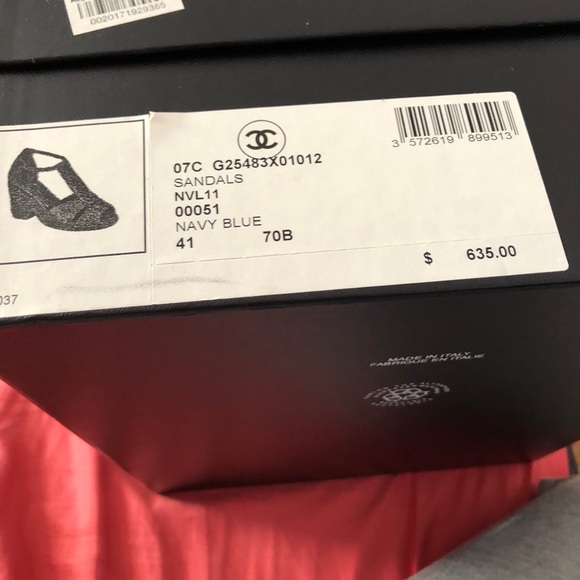 0020171929365
07C G25483X01012
SANDALS
NVL11
00051
NAVY BLUE
41 70B
3 572619 899513
$ 635.00
037
MADE IN ITALY
FABRIQUE EN ITALIE